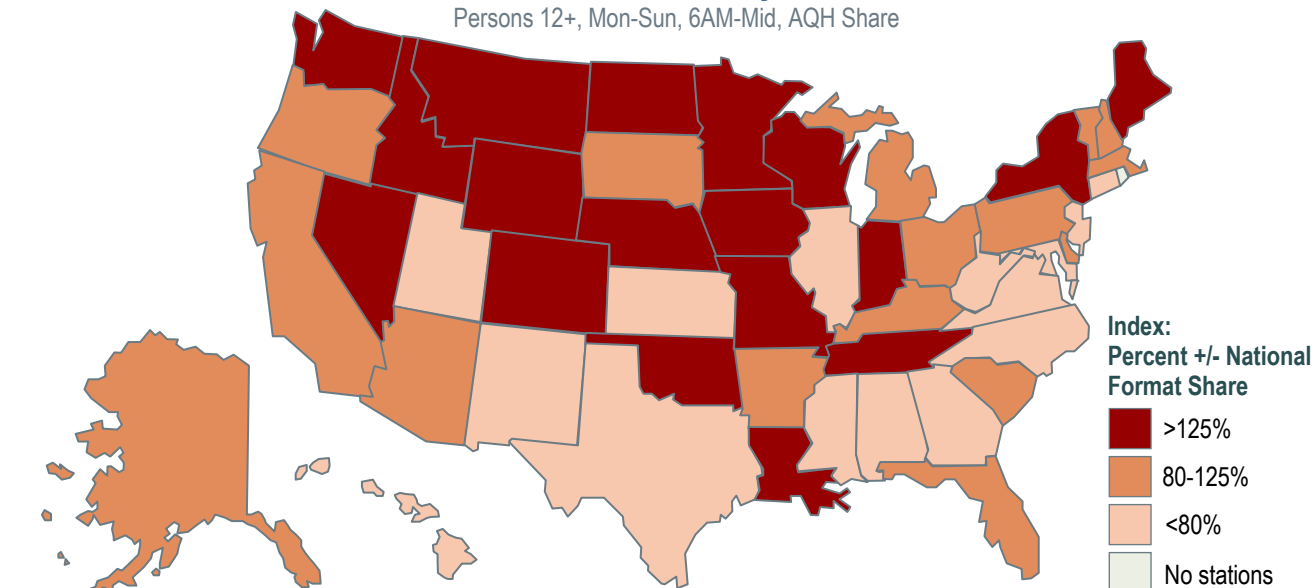 Persons 12+, Mon-Sun, 6AM-Mid, AQH Share
Index:
Percent +/- National
Format Share
>125%
80-125%
<80%
No stations